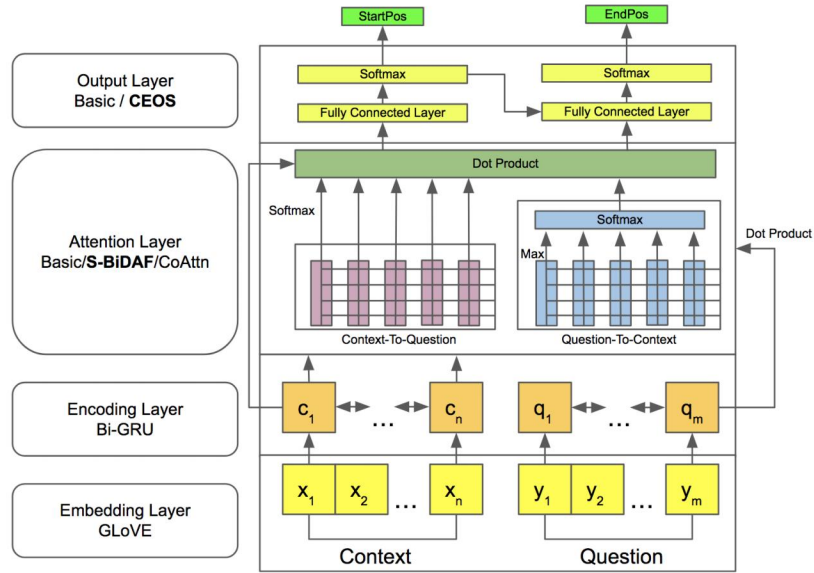 StartPos
EndPos
Output Layer
Basic / CEOS
Softmax
Softmax
Fully Connected Layer
Fully Connected Layer
Attention Layer
Basic/S-BiDAF/CoAttn
Dot Product
Softmax
Softmax
Max
Dot Product
Context-To-Question
Question-To-Context
Encoding Layer
Bi-GRU
c1 ... cn
q1 ... qm
Embedding Layer
GLoVE
x1 x2 ... xn
y1 y2 ... ym
Context
Question